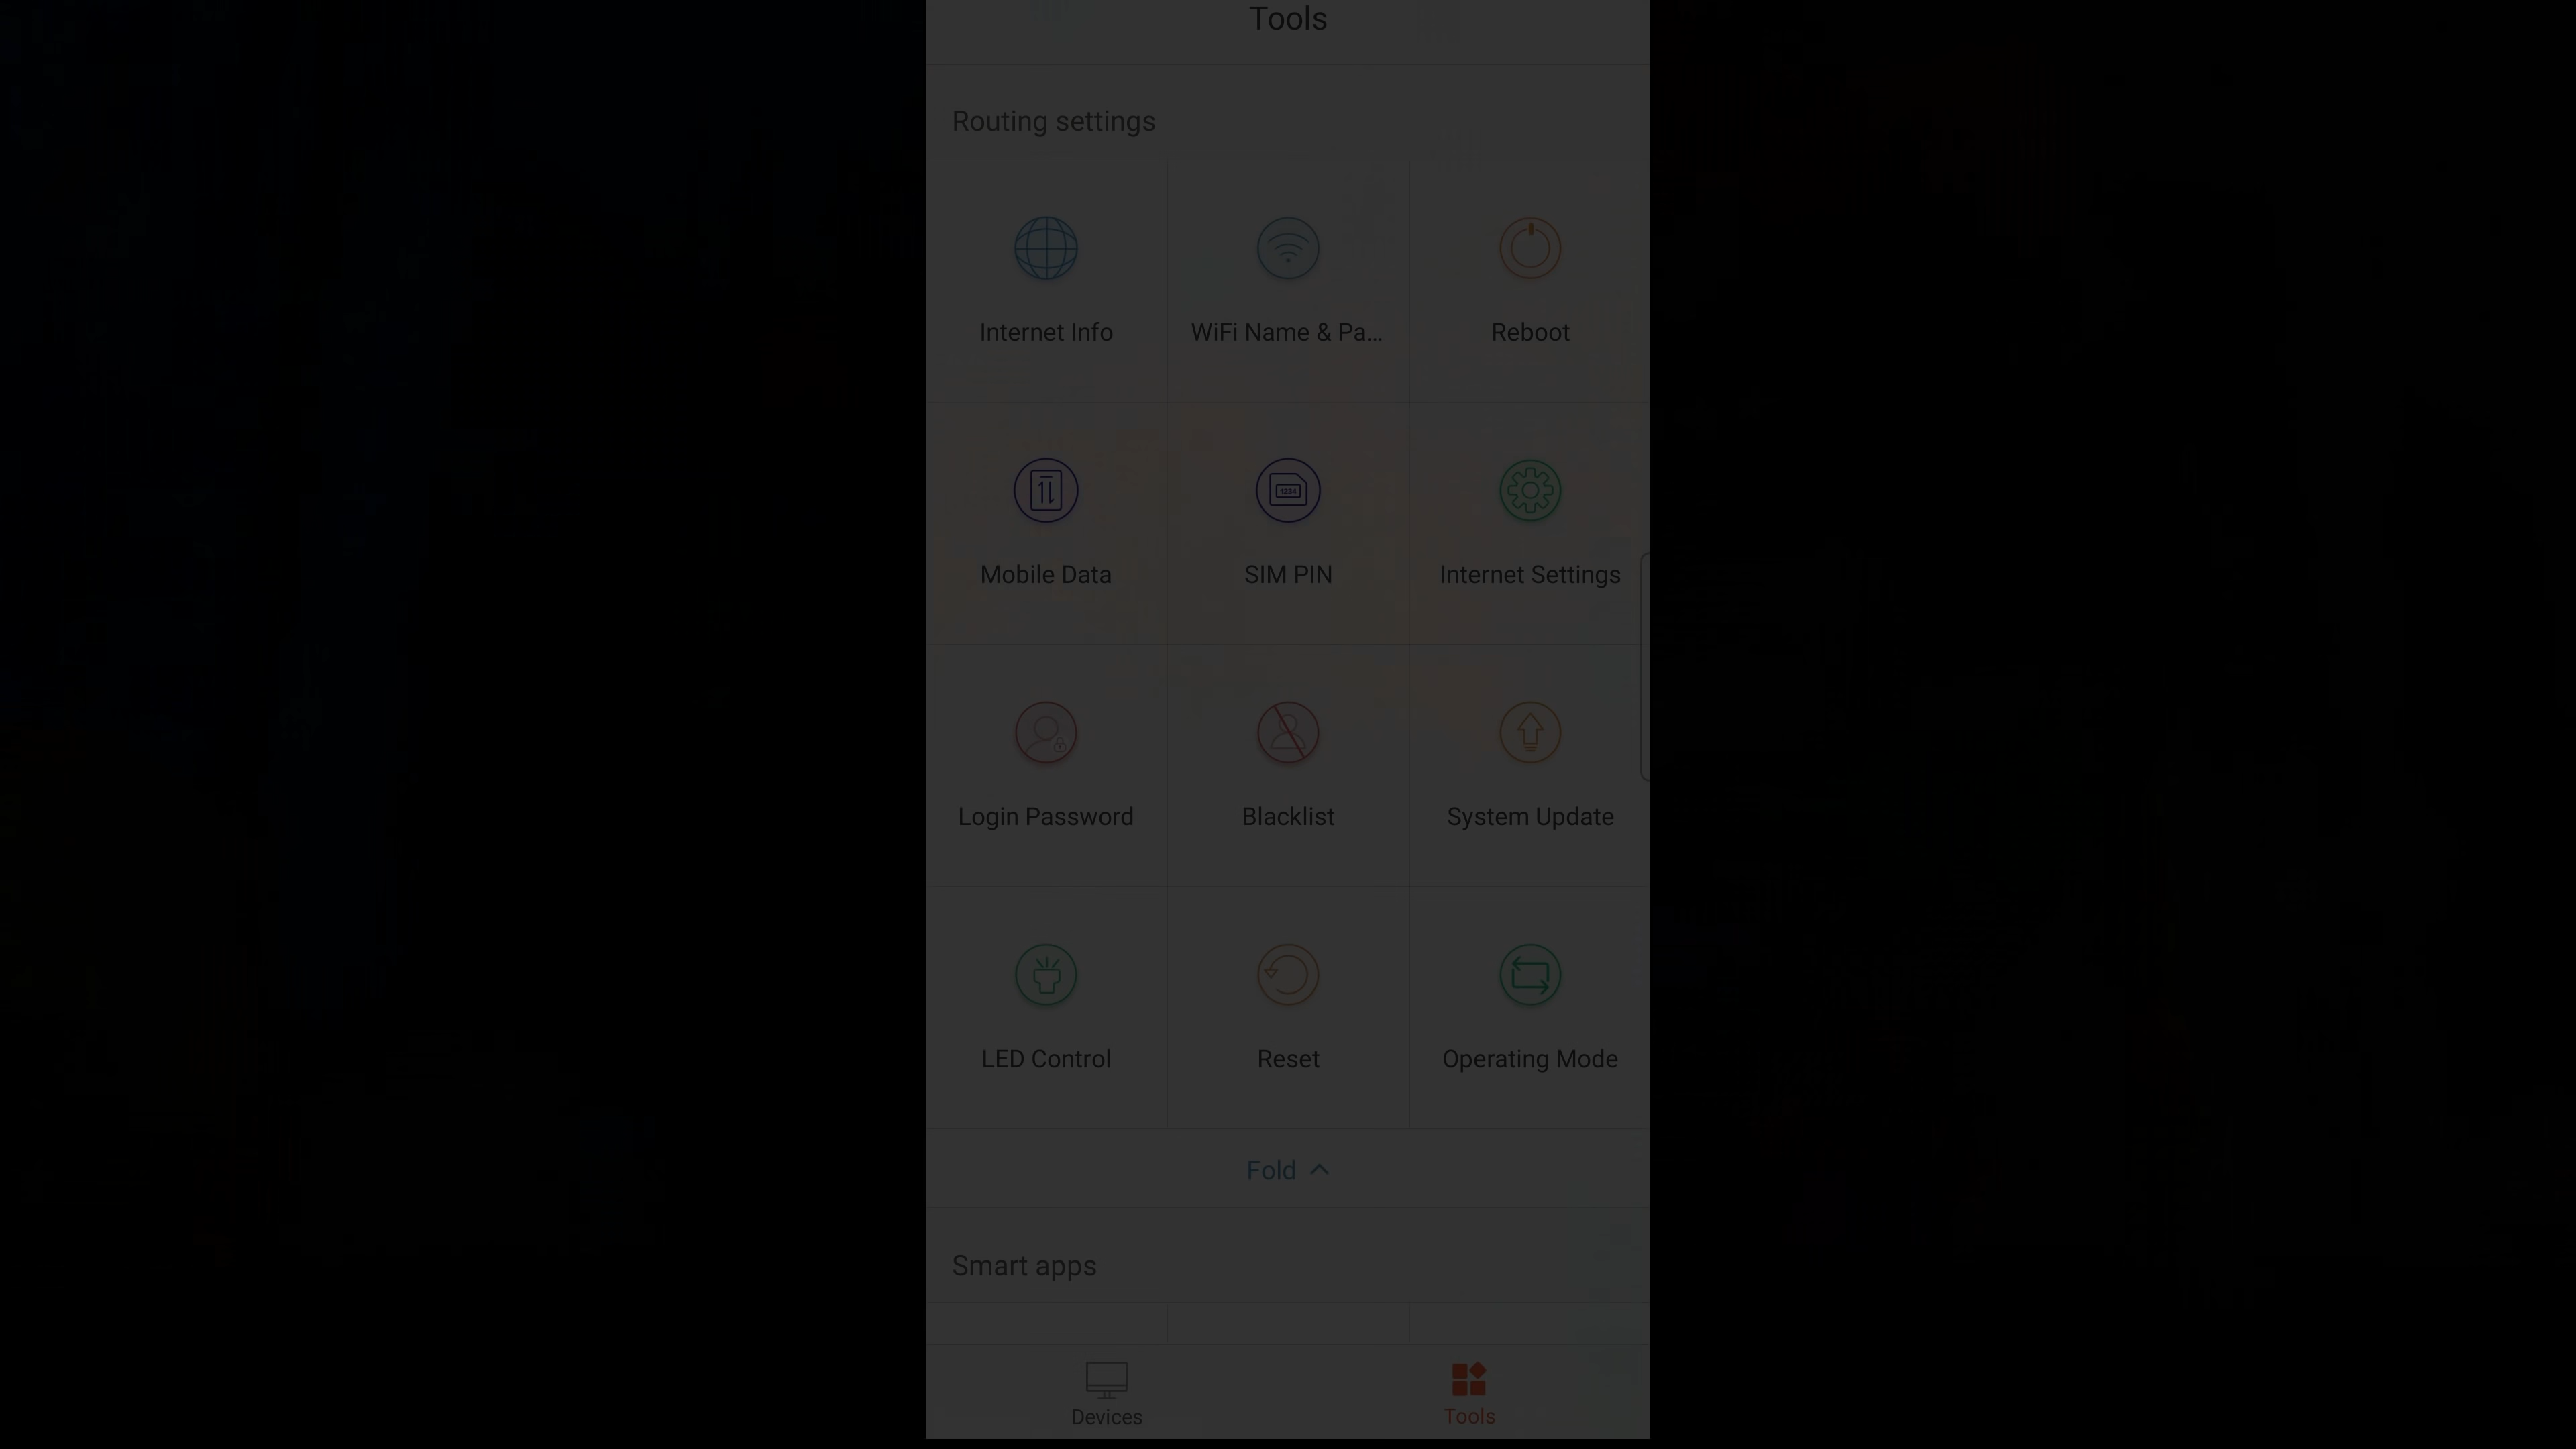 Tools
Routing settings
Internet Info
WiFi Name & Pa...
Reboot
Mobile Data
1234
SIM PIN
Internet Settings
Login Password
Blacklist
System Update
LED Control
Reset
Operating Mode
Fold
Smart apps
Devices
Tools